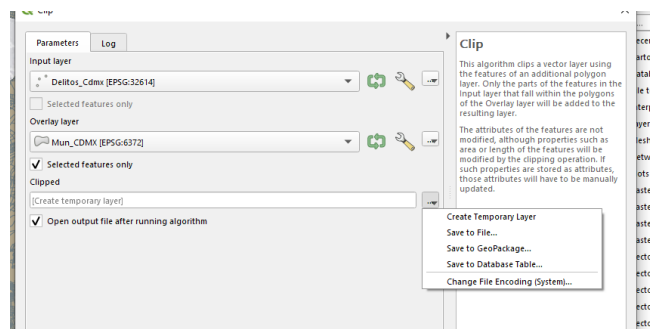 Clip
Parameters
Log
Input layer
Delitos_Cdmx [EPSG:32614]
Selected features only
Overlay layer
Mun_CDMX [EPSG:6372]
Selected features only
Clipped
[Create temporary layer]
Open output file after running algorithm
Create Temporary Layer
Save to File...
Save to GeoPackage...
Save to Database Table...
Change File Encoding (System)...
Clip
This algorithm clips a vector layer using
the features of an additional polygon
layer. Only the parts of the features in the
Input layer that fall within the polygons
of the Overlay layer will be added to the
resulting layer.
The attributes of the features are not
modified, although properties such as
area or length of the features will be
modified by the clipping operation. If
such properties are stored as attributes,
those attributes will have to be manually
updated.